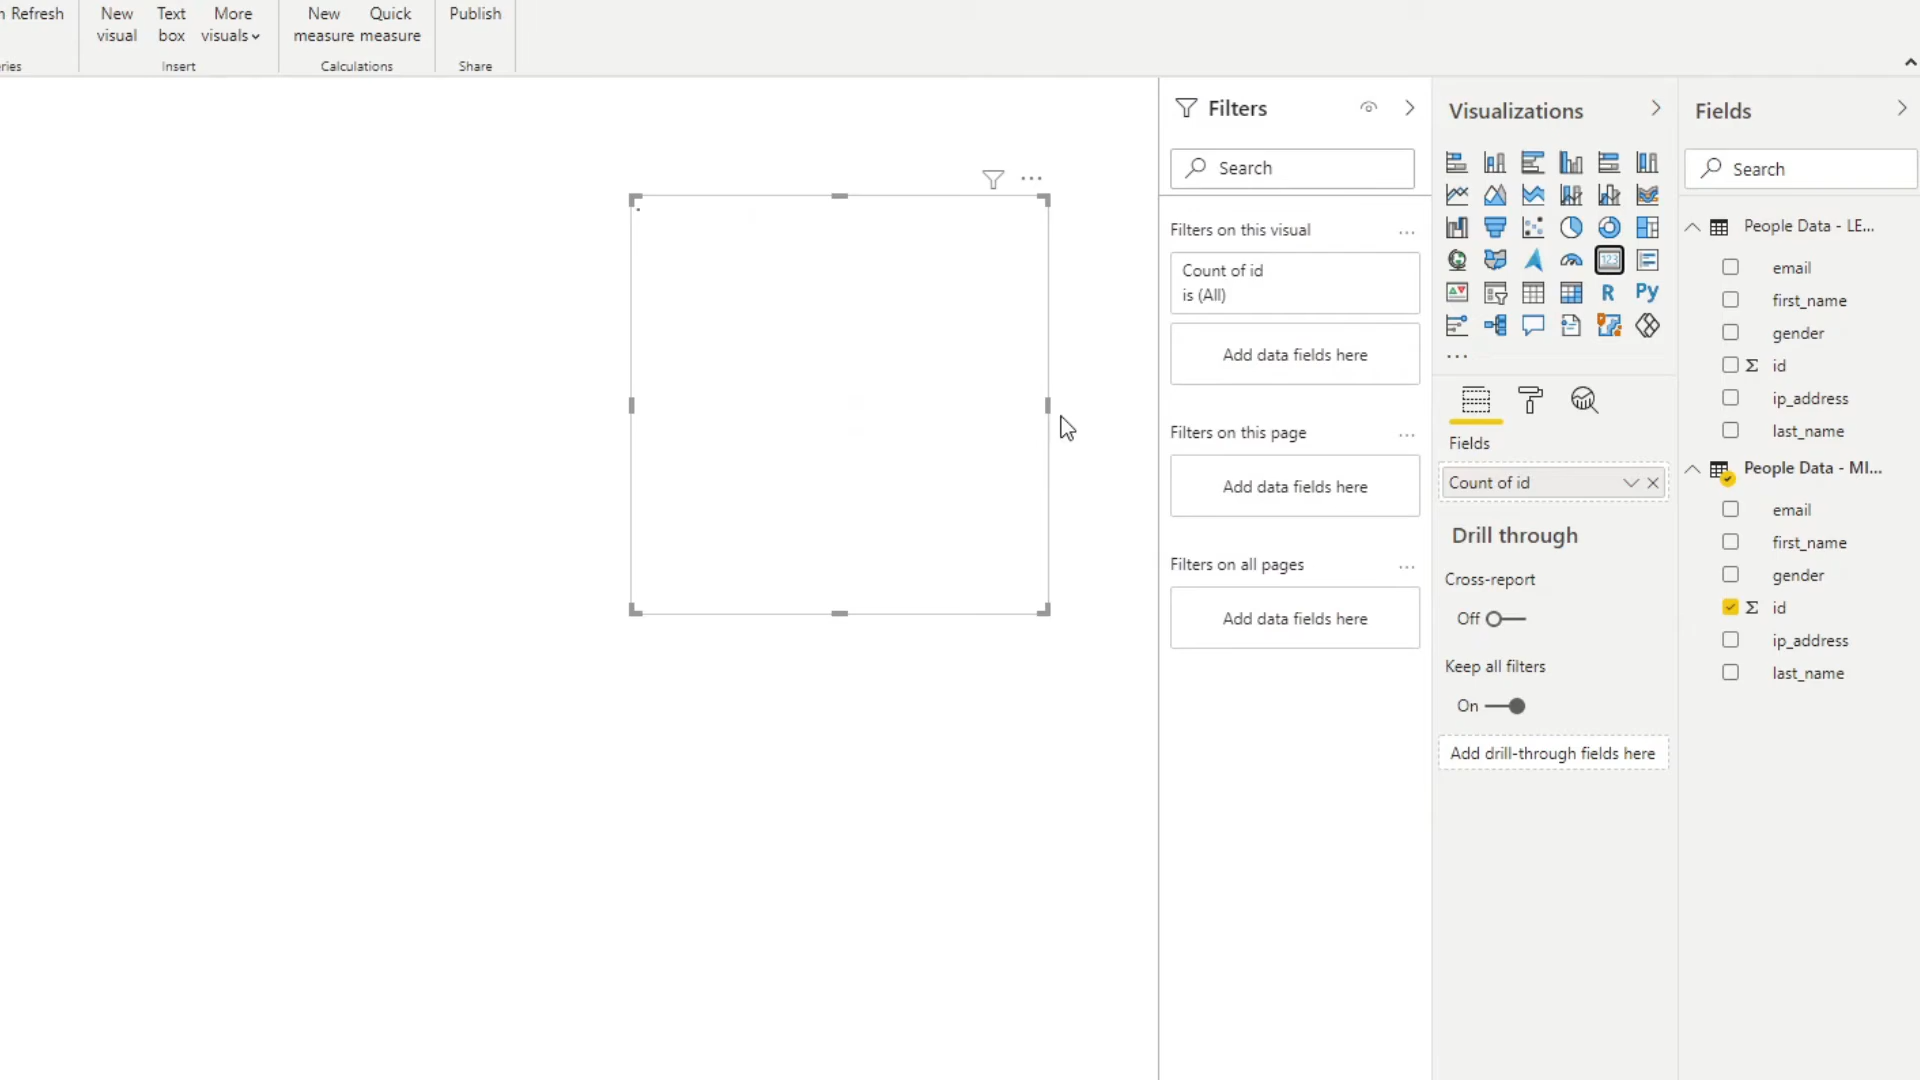 Refresh
New visual
Text box
More visuals
New measure
Quick measure
Publish
ries
Insert
Calculations
Share
Filters
Search
Filters on this visual
...
Count of id
is (All)
Add data fields here
Filters on this page
...
Add data fields here
Filters on all pages
...
Add data fields here
Visualizations
123
R
Py
...
Fields
Count of id
Drill through
Cross-report
Off
Keep all filters
On
Add drill-through fields here
Fields
Search
People Data - LE...
email
first_name
gender
Σ id
ip_address
last_name
People Data - MI...
email
first_name
gender
Σ id
ip_address
last_name